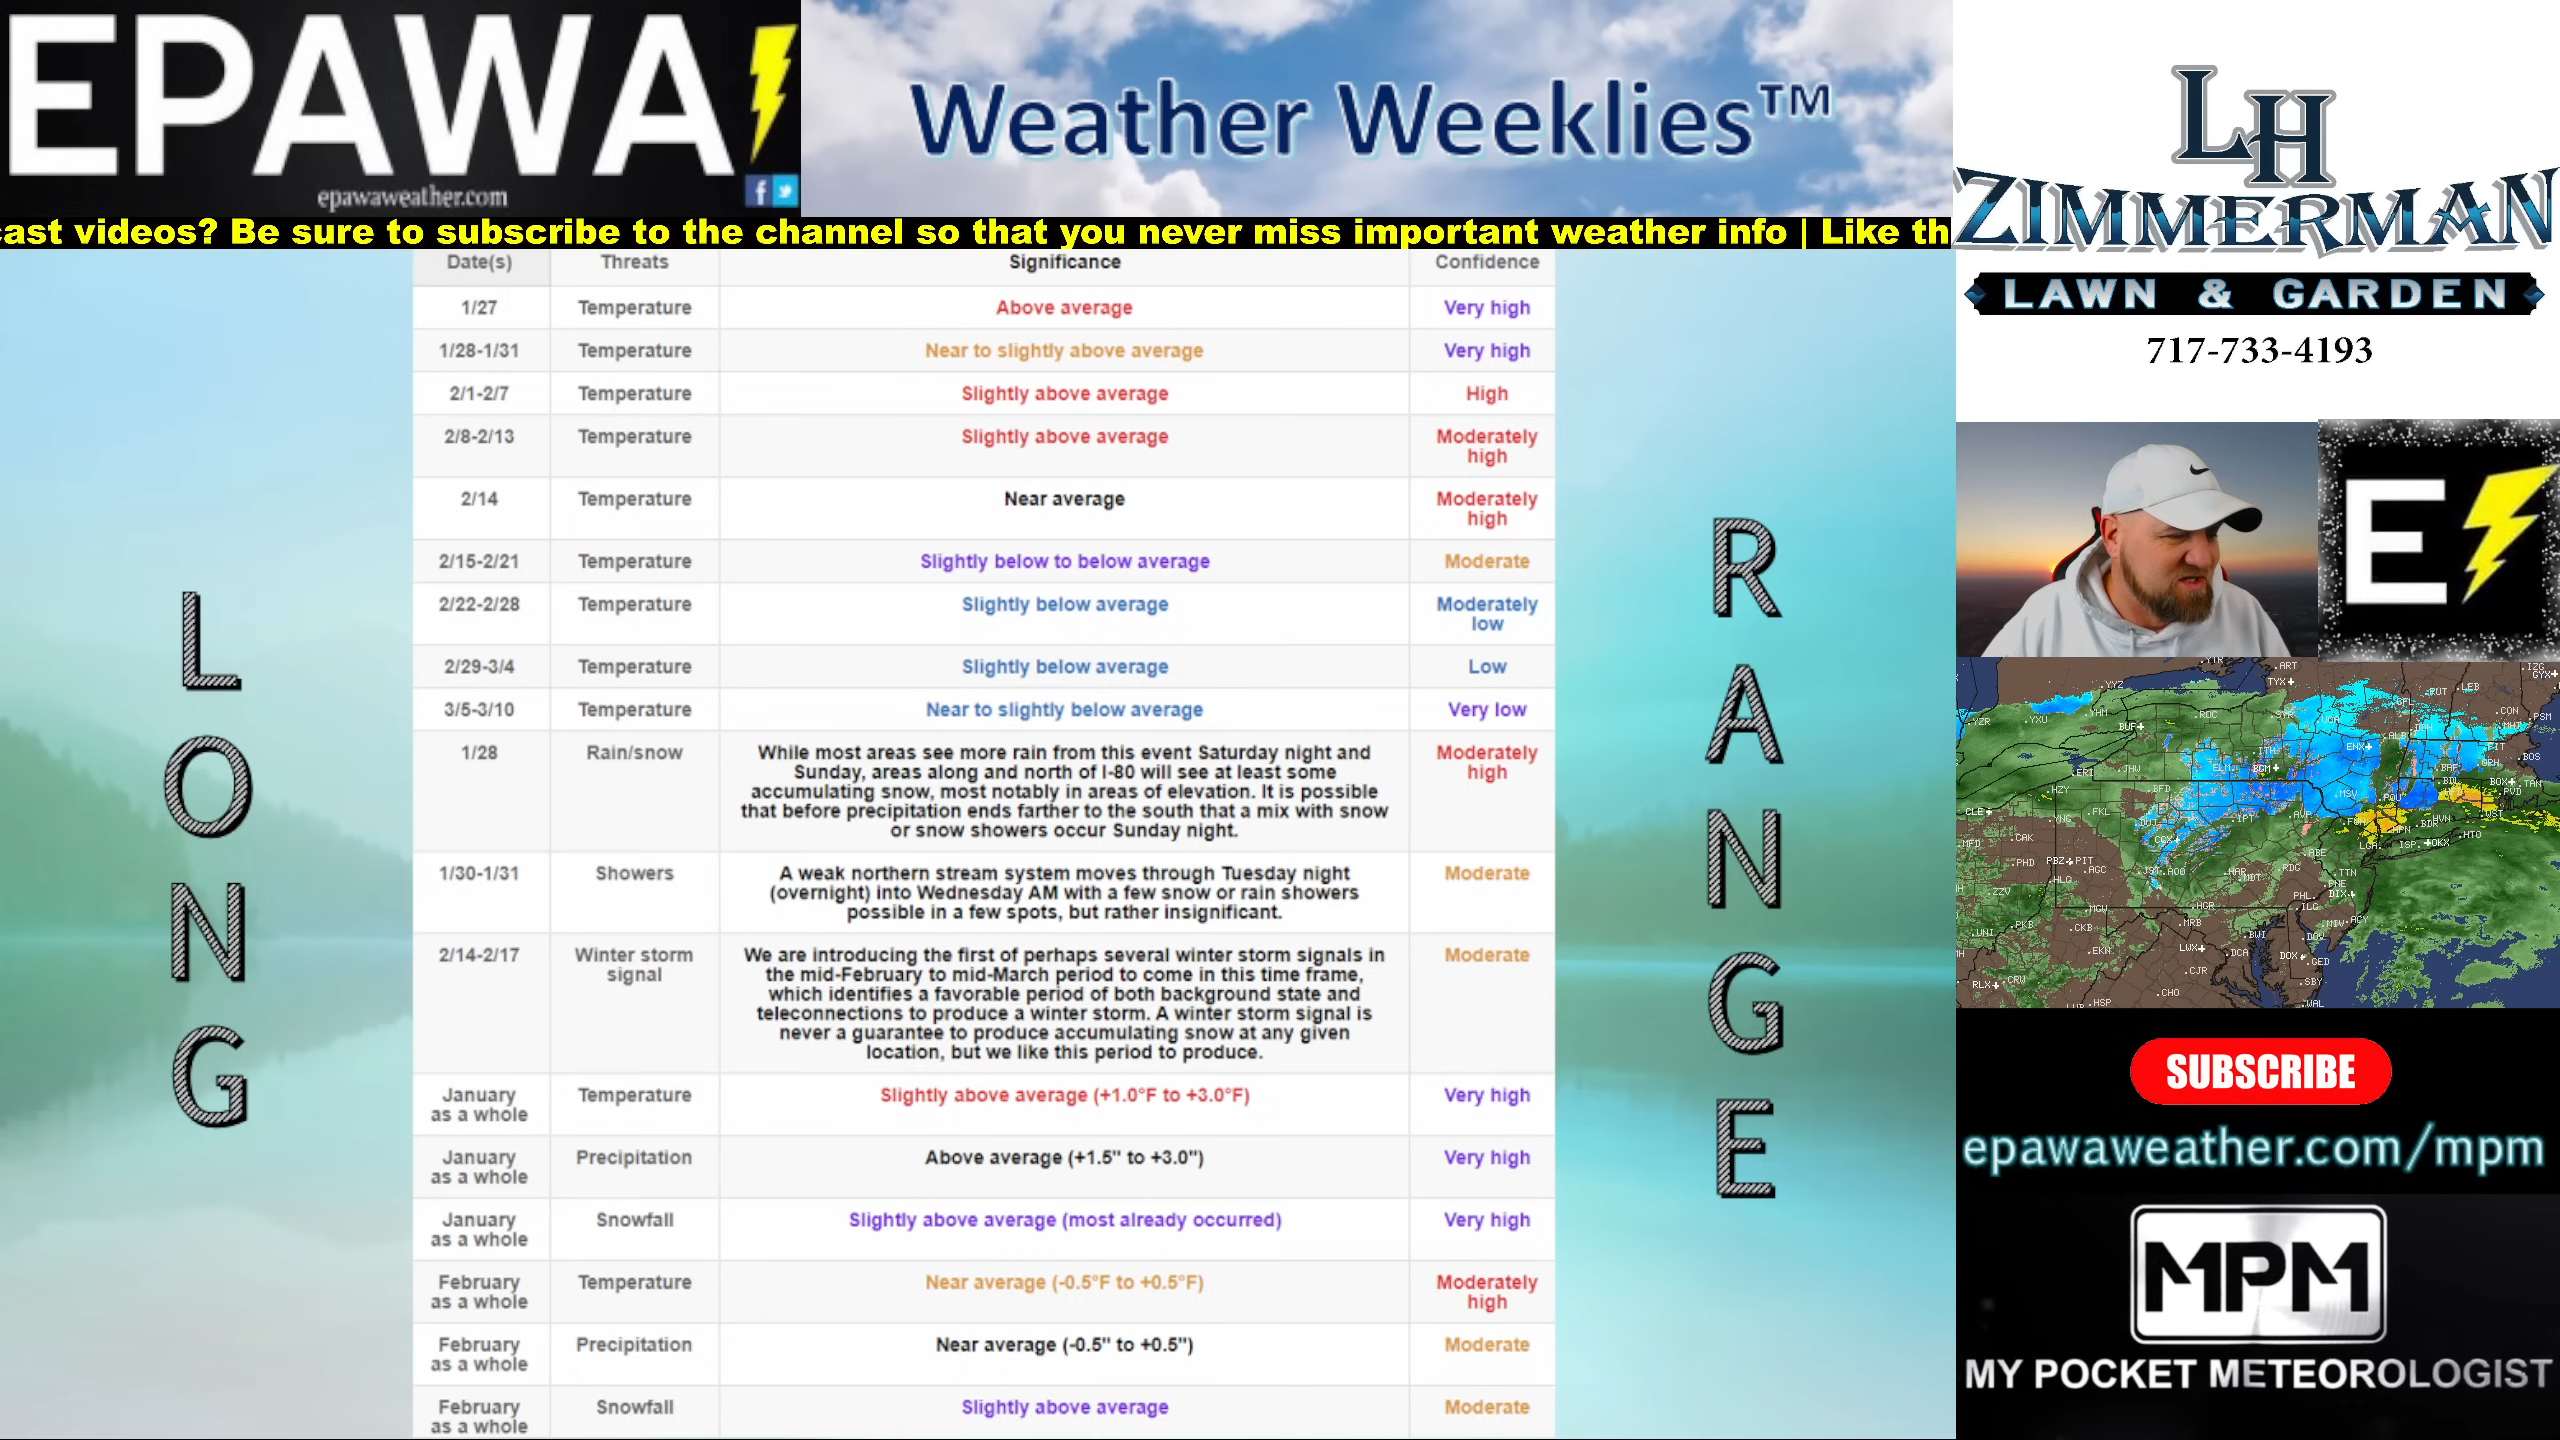 EPAWA
epawaweather.com
Weather Weeklies™
cast videos? Be sure to subscribe to the channel so that you never miss important weather info | Like th
LH
ZIMMERMAN
LAWN & GARDEN
717-733-4193
LONG
RANGE
Date(s) Threats Significance Confidence
1/27 Temperature Above average Very high
1/28-1/31 Temperature Near to slightly above average Very high
2/1-2/7 Temperature Slightly above average High
2/8-2/13 Temperature Slightly above average Moderately
high
2/14 Temperature Near average Moderately
high
2/15-2/21 Temperature Slightly below to below average Moderate
2/22-2/28 Temperature Slightly below average Moderately
low
2/29-3/4 Temperature Slightly below average Low
3/5-3/10 Temperature Near to slightly below average Very low
1/28 Rain/snow While most areas see more rain from this event Saturday night and Moderately
Sunday, areas along and north of I-80 will see at least some high
accumulating snow, most notably in areas of elevation. It is possible
that before precipitation ends farther to the south that a mix with snow
or snow showers occur Sunday night.
1/30-1/31 Showers A weak northern stream system moves through Tuesday night Moderate
(overnight) into Wednesday AM with a few snow or rain showers
possible in a few spots, but rather insignificant.
2/14-2/17 Winter storm We are introducing the first of perhaps several winter storm signals in Moderate
signal the mid-February to mid-March period to come in this time frame,
which identifies a favorable period of both background state and
teleconnections to produce a winter storm. A winter storm signal is
never a guarantee to produce accumulating snow at any given
location, but we like this period to produce.
January Temperature Slightly above average (+1.0°F to +3.0°F) Very high
as a whole
January Precipitation Above average (+1.5" to +3.0") Very high
as a whole
January Snowfall Slightly above average (most already occurred) Very high
as a whole
February Temperature Near average (-0.5°F to +0.5°F) Moderately
as a whole high
February Precipitation Near average (-0.5" to +0.5") Moderate
as a whole
February Snowfall Slightly above average Moderate
as a whole
E
SUBSCRIBE
epawaweather.com/mpm
MPM
MY POCKET METEOROLOGIST